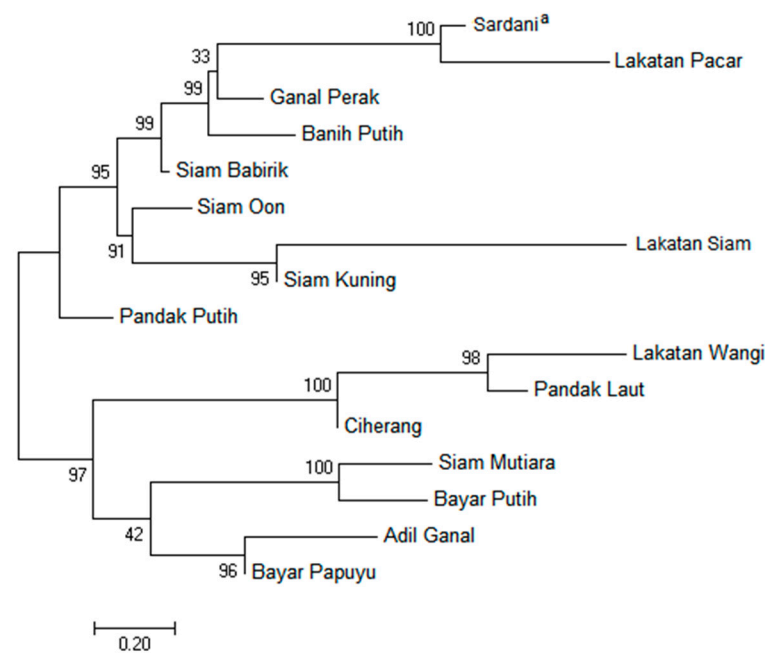 100
Sardani a
33
Lakatan Pacar
99
Ganal Perak
99
Banih Putih
95
Siam Babirik
Siam Oon
91
Lakatan Siam
95
Siam Kuning
Pandak Putih
98
Lakatan Wangi
100
Pandak Laut
Ciherang
97
100
Siam Mutiara
Bayar Putih
42
Adil Ganal
96
Bayar Papuyu
0.20